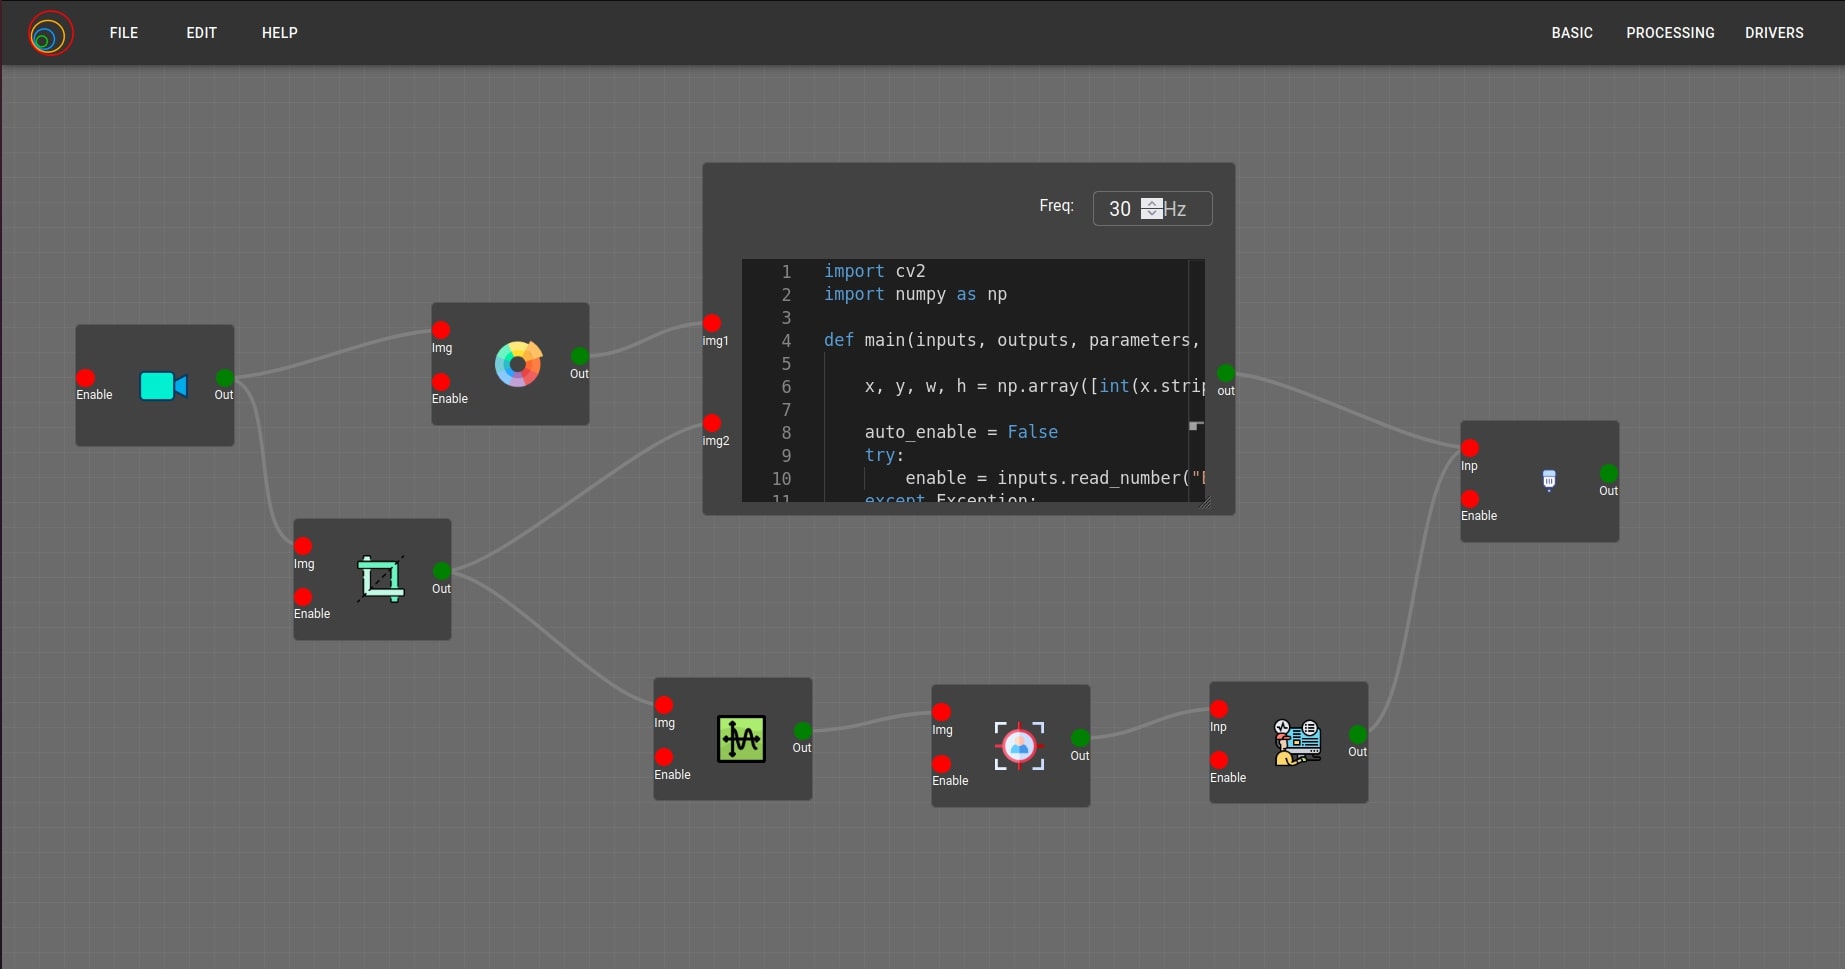 FILE EDIT HELP BASIC PROCESSING DRIVERS
Freq: 30 Hz
1 import cv2
2 import numpy as np
3
4 def main(inputs, outputs, parameters,
5
6 x, y, w, h = np.array([int(x.strip
7
8 auto_enable = False
9 try:
10 enable = inputs.read_number("E
11 except Exception:
img1
img2
out
Enable
Out
Img
Enable
Out
Img
Enable
Out
Inp
Enable
Out
Img
Enable
Out
Img
Enable
Out
Inp
Enable
Out